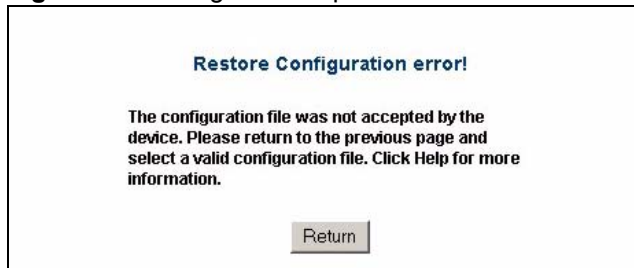 Restore Configuration error!
The configuration file was not accepted by the
device. Please return to the previous page and
select a valid configuration file. Click Help for more
information.
Return